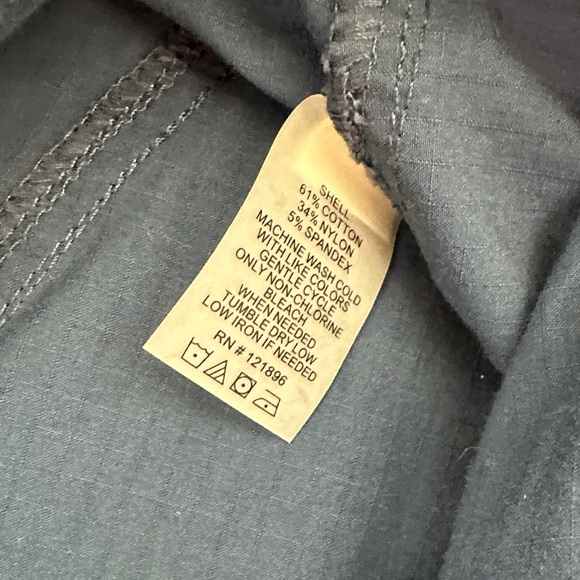 SHELL:
61% COTTON
34% NYLON
5% SPANDEX
MACHINE WASH COLD
WITH LIKE COLORS
GENTLE CYCLE
ONLY NON-CHLORINE
BLEACH
WHEN NEEDED
TUMBLE DRY LOW
LOW IRON IF NEEDED
RN # 121896